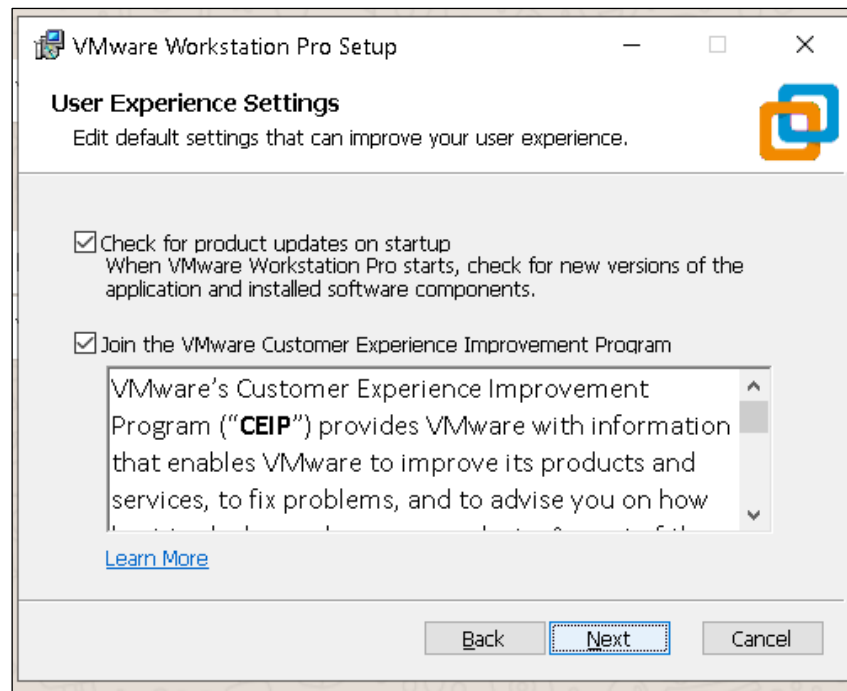 VMware Workstation Pro Setup
User Experience Settings
Edit default settings that can improve your user experience.
Check for product updates on startup
When VMware Workstation Pro starts, check for new versions of the
application and installed software components.
Join the VMware Customer Experience Improvement Program
VMware's Customer Experience Improvement
Program (“CEIP”) provides VMware with information
that enables VMware to improve its products and
services, to fix problems, and to advise you on how
Learn More
Back
Next
Cancel